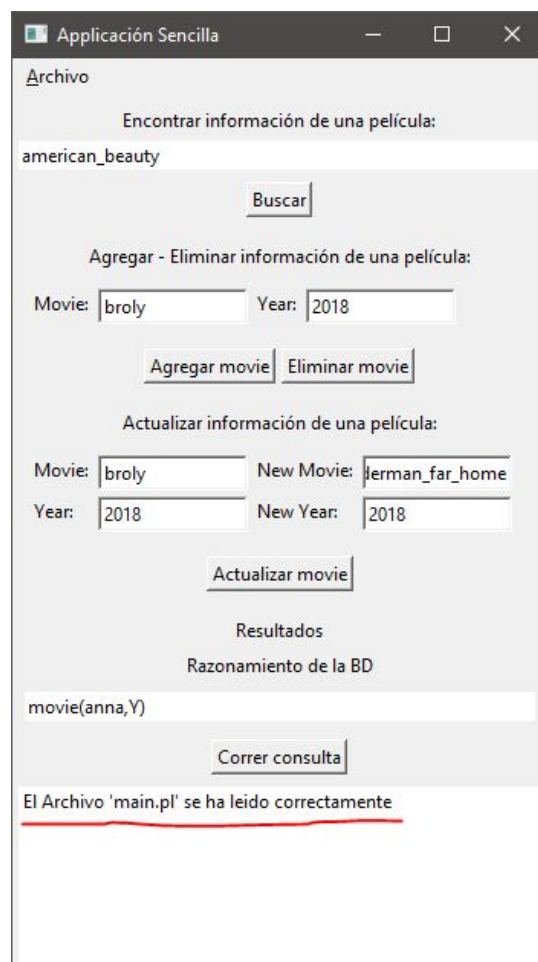 Applicación Sencilla
Archivo
Encontrar información de una película:
american_beauty
Buscar
Agregar - Eliminar información de una película:
Movie: broly Year: 2018
Agregar movie Eliminar movie
Actualizar información de una película:
Movie: broly New Movie: derman_far_home
Year: 2018 New Year: 2018
Actualizar movie
Resultados
Razonamiento de la BD
movie(anna,Y)
Correr consulta
El Archivo 'main.pl' se ha leido correctamente